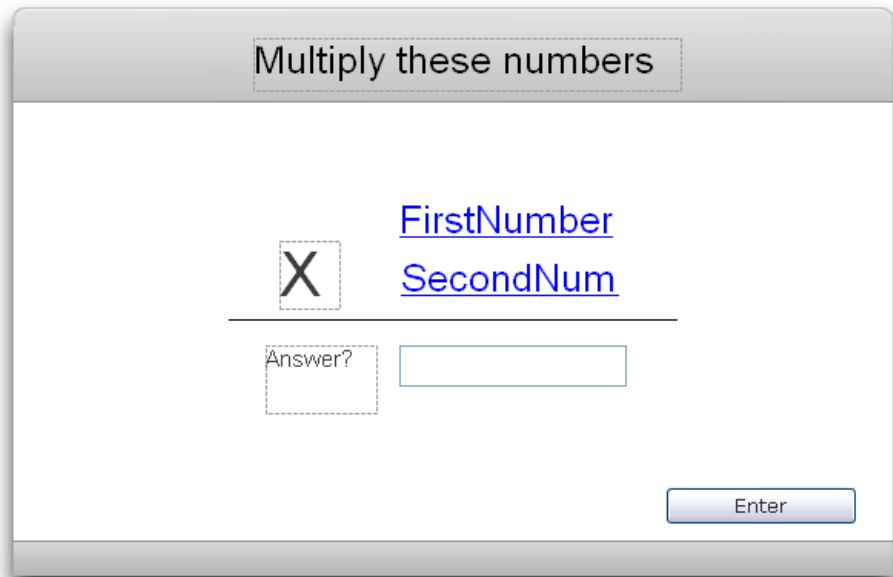 Multiply these numbers
FirstNumber
X
SecondNum
Answer?
Enter